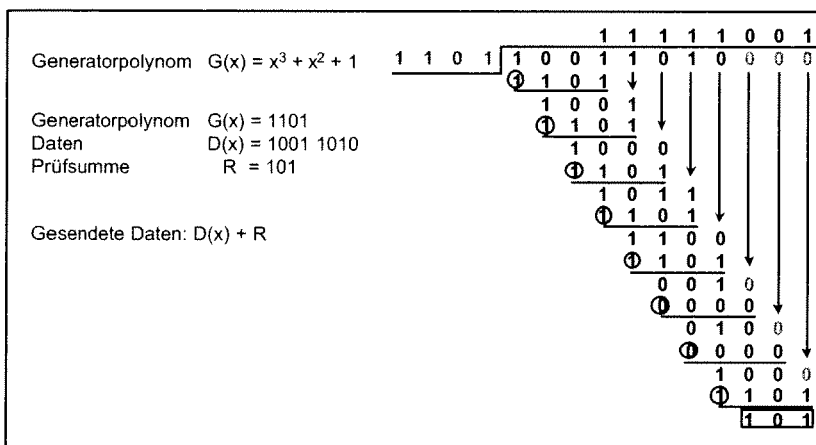 1 1 1 1 1 0 0 1
Generatorpolynom G(x) = x³ + x² + 1 1 1 0 1 1 0 0 1 1 0 1 0 0 0 0
1 1 0 1
Generatorpolynom G(x) = 1101
1 0 0 1
1 1 0 1
Daten D(x) = 1001 1010
1 0 0 0
Prüfsumme R = 101
1 1 0 1
1 0 1 1
1 1 0 1
Gesendete Daten: D(x) + R
1 1 0 0
1 1 0 1
0 0 1 0
0 0 0 0
0 1 0 0
0 0 0 0
1 0 0 0
1 1 0 1
1 0 1